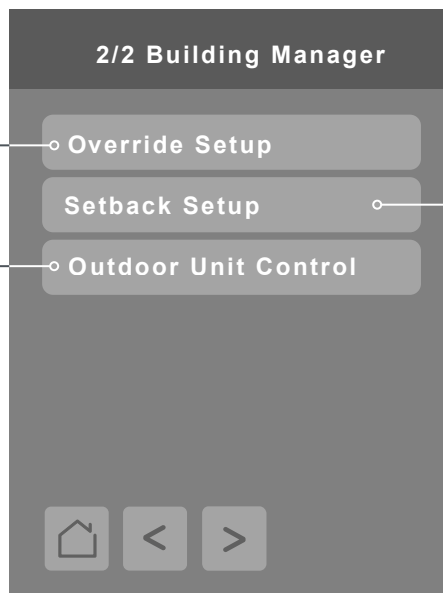 2/2 Building Manager
Override Setup
Setback Setup
Outdoor Unit Control
< >